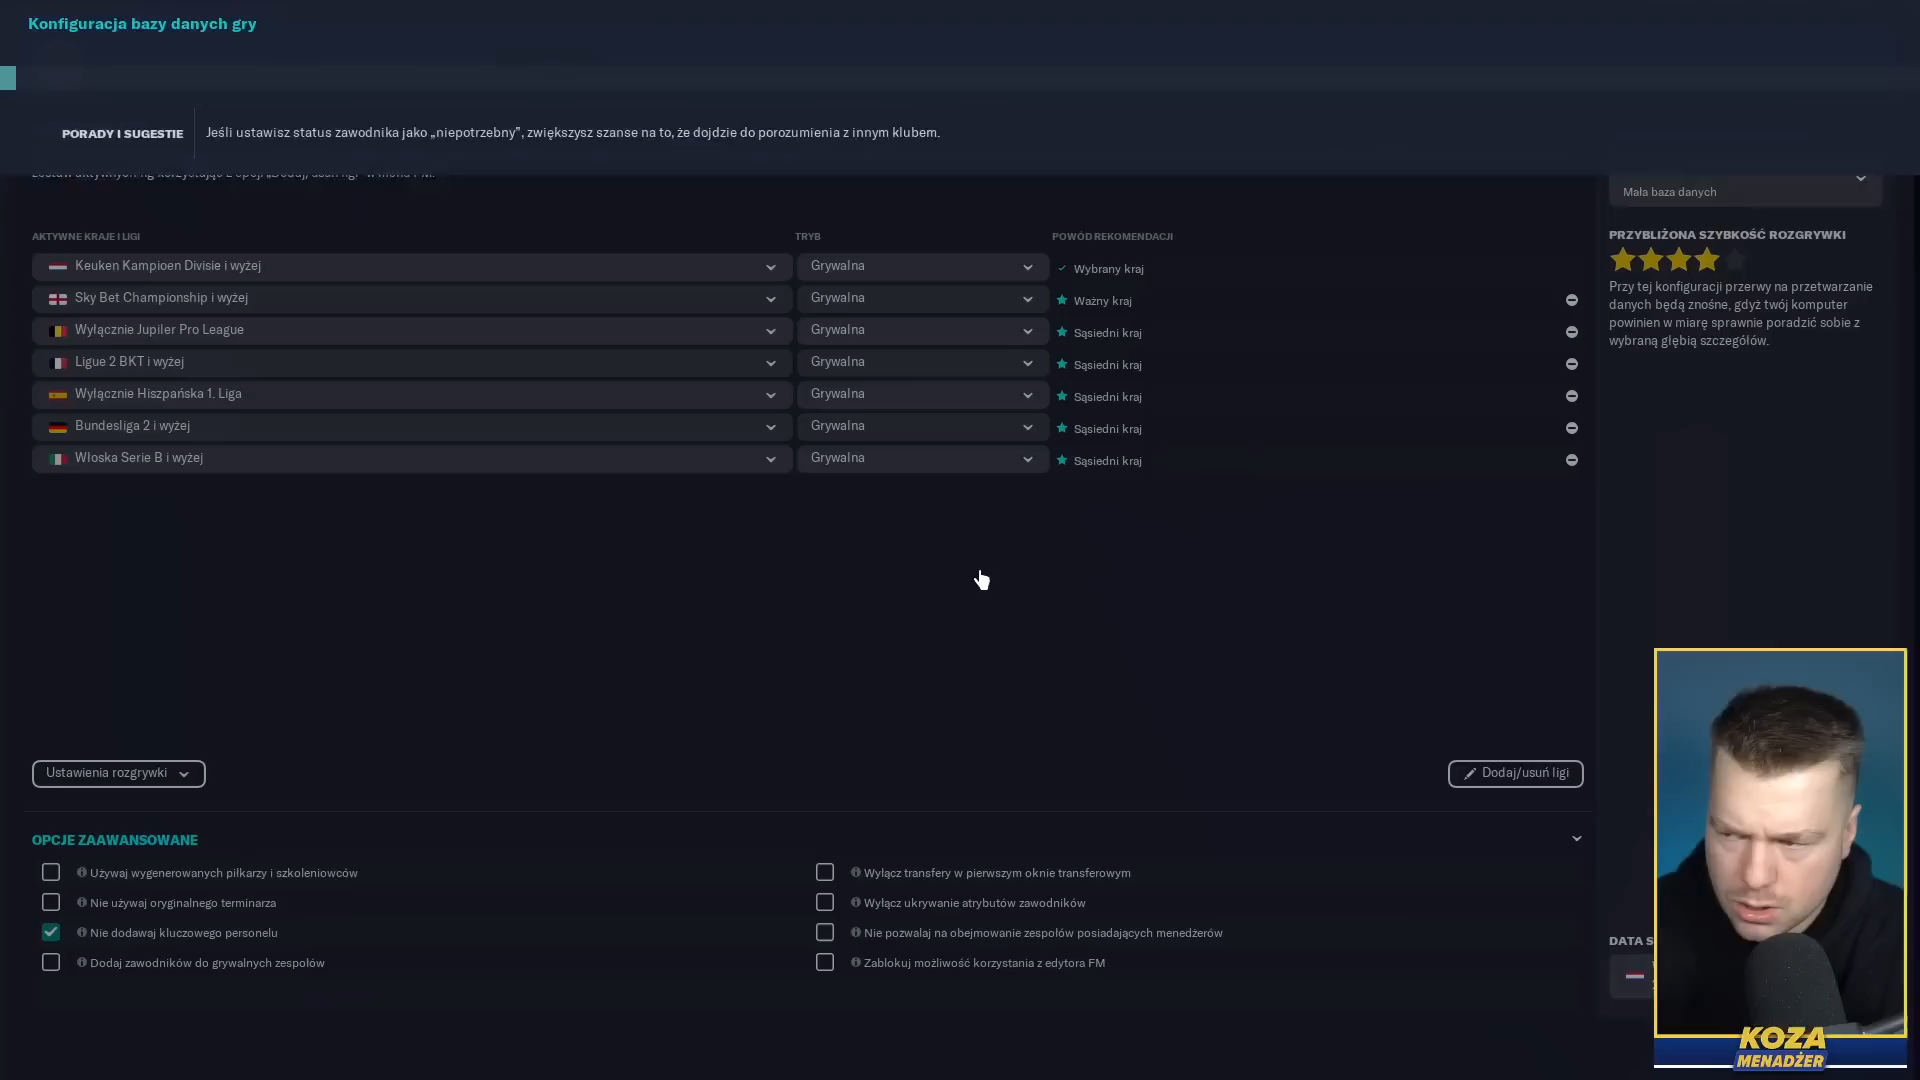 Konfiguracja bazy danych gry
PORADY I SUGESTIE
Jeśli ustawisz status zawodnika jako „niepotrzebny”, zwiększysz szanse na to, że dojdzie do porozumienia z innym klubem.
Mała baza danych
AKTYWNE KRAJE I LIGI TRYB POWÓD REKOMENDACJI
Keuken Kampioen Divisie i wyżej Grywalna Wybrany kraj
Sky Bet Championship i wyżej Grywalna Ważny kraj
Wyłącznie Jupiler Pro League Grywalna Sąsiedni kraj
Ligue 2 BKT i wyżej Grywalna Sąsiedni kraj
Wyłącznie Hiszpańska 1. Liga Grywalna Sąsiedni kraj
Bundesliga 2 i wyżej Grywalna Sąsiedni kraj
Włoska Serie B i wyżej Grywalna Sąsiedni kraj
PRZYBLIŻONA SZYBKOŚĆ ROZGRYWKI
Przy tej konfiguracji przerwy na przetwarzanie
danych będą znośne, gdyż twój komputer
powinien w miarę sprawnie poradzić sobie z
wybraną głębią szczegółów.
Ustawienia rozgrywki
Dodaj/usuń ligi
OPCJE ZAAWANSOWANE
Używaj wygenerowanych piłkarzy i szkoleniowców
Nie używaj oryginalnego terminarza
Nie dodawaj kluczowego personelu
Dodaj zawodników do grywalnych zespołów
Wyłącz transfery w pierwszym oknie transferowym
Wyłącz ukrywanie atrybutów zawodników
Nie pozwalaj na obejmowanie zespołów posiadających menedżerów
Zablokuj możliwość korzystania z edytora FM
DATA S
KOZA
MENADŻER